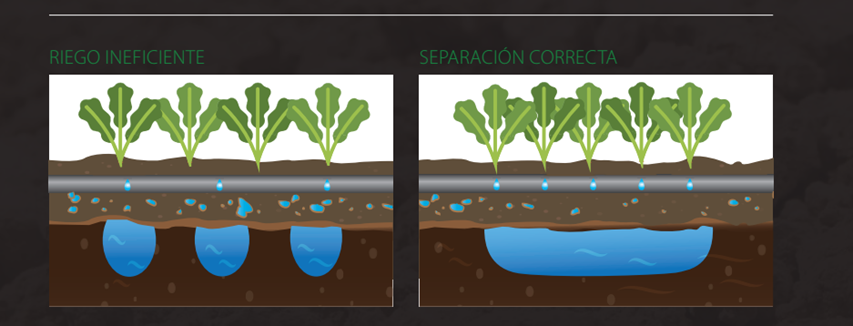 RIEGO INEFICIENTE
SEPARACIÓN CORRECTA